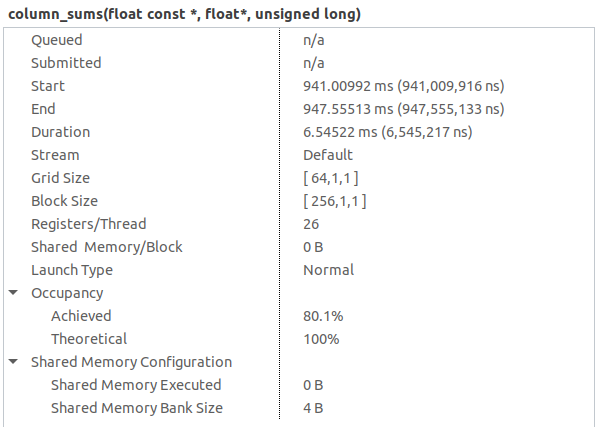 column_sums(float const *, float*, unsigned long)
Queued n/a
Submitted n/a
Start 941.00992 ms (941,009,916 ns)
End 947.55513 ms (947,555,133 ns)
Duration 6.54522 ms (6,545,217 ns)
Stream Default
Grid Size [ 64,1,1 ]
Block Size [ 256,1,1 ]
Registers/Thread 26
Shared Memory/Block 0 B
Launch Type Normal
Occupancy
Achieved 80.1%
Theoretical 100%
Shared Memory Configuration
Shared Memory Executed 0 B
Shared Memory Bank Size 4 B